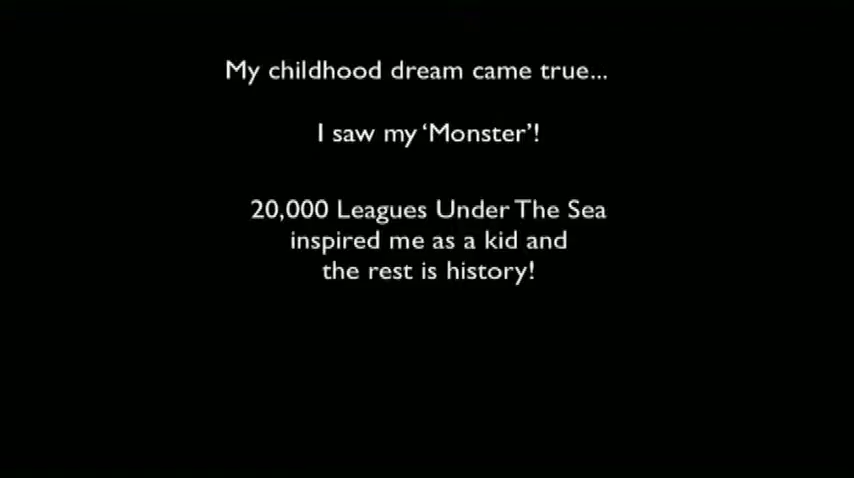 My childhood dream came true...
I saw my ‘Monster’!
20,000 Leagues Under The Sea
inspired me as a kid and
the rest is history!